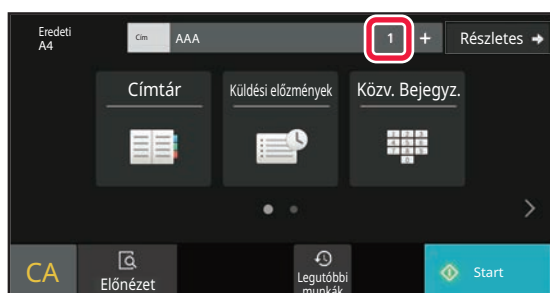 Eredeti
A4
Cím
AAA
1
+
Részletes
Címtár
Küldési előzmények
Közv. Bejegyz.
CA
Előnézet
Legutóbbi
munkák
Start